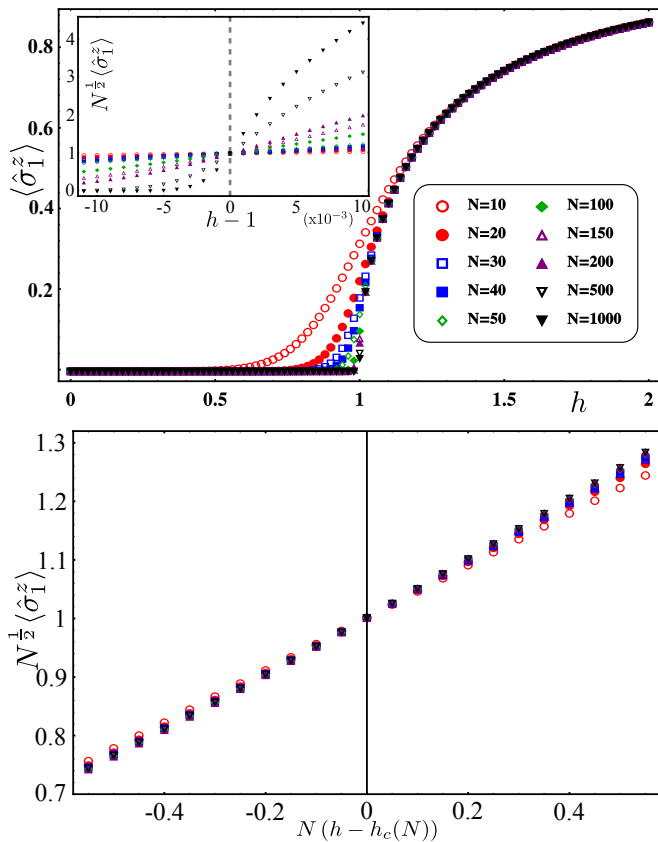 0.8
0.6
0.4
0.2
⟨σ̂₁ᶻ⟩
4
3
2
1
0
N^{1/2}⟨σ̂₁ᶻ⟩
-10 -5 0 5 10
h − 1 (x10⁻³)
N=10 N=100
N=20 N=150
N=30 N=200
N=40 N=500
N=50 N=1000
0 0.5 1 1.5 h 2
1.3
1.2
1.1
1
0.9
0.8
0.7
N^{1/2}⟨σ̂₁ᶻ⟩
-0.4 -0.2 0 0.2 0.4
N (h − h_c(N))